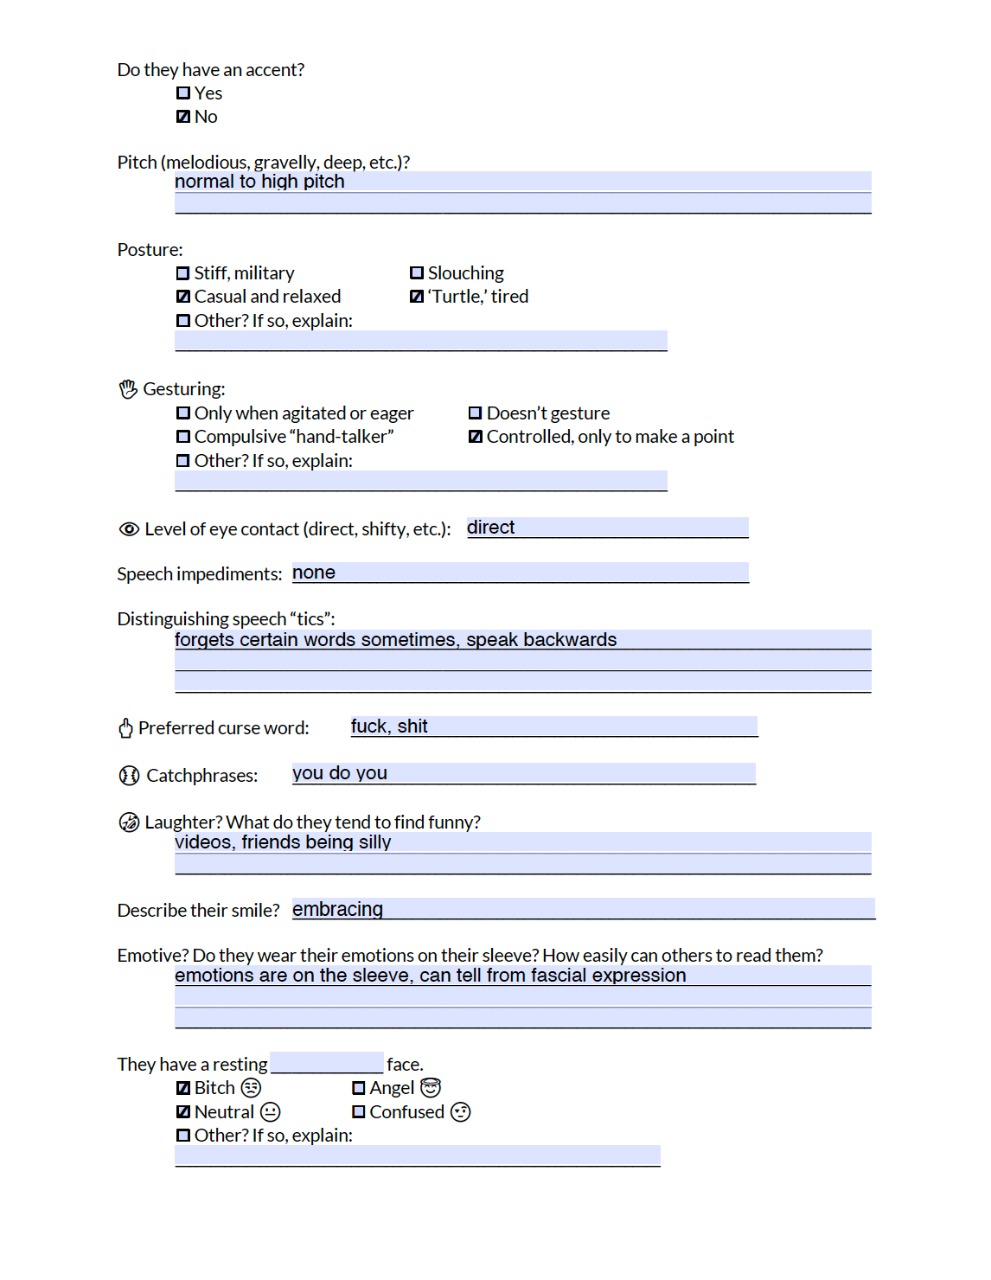 Do they have an accent?
☐ Yes
☑ No
Pitch (melodious, gravelly, deep, etc.)?
normal to high pitch
Posture:
☐ Stiff, military ☐ Slouching
☑ Casual and relaxed ☑ ‘Turtle,’ tired
☐ Other? If so, explain:
Gesturing:
☐ Only when agitated or eager ☐ Doesn’t gesture
☐ Compulsive “hand-talker” ☑ Controlled, only to make a point
☐ Other? If so, explain:
Level of eye contact (direct, shifty, etc.): direct
Speech impediments: none
Distinguishing speech “tics”:
forgets certain words sometimes, speak backwards
Preferred curse word: fuck, shit
Catchphrases: you do you
Laughter? What do they tend to find funny?
videos, friends being silly
Describe their smile? embracing
Emotive? Do they wear their emotions on their sleeve? How easily can others to read them?
emotions are on the sleeve, can tell from fascial expression
They have a resting ________ face.
☑ Bitch ☐ Angel
☑ Neutral ☐ Confused
☐ Other? If so, explain: